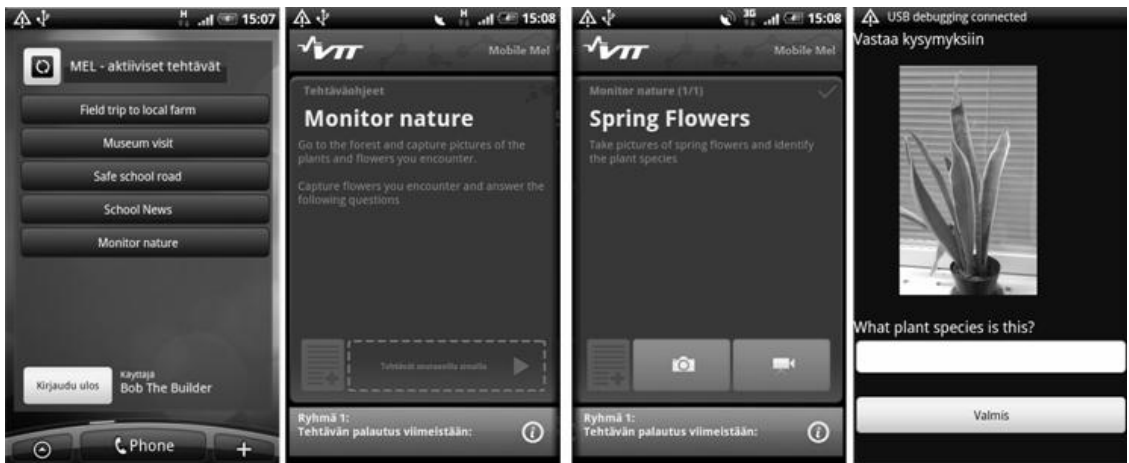 H 15:07
MEL - aktiiviset tehtävät
Field trip to local farm
Museum visit
Safe school road
School News
Monitor nature
Kirjaudu ulos
Käyttäjä
Bob The Builder
Phone
H 15:08
VTT
Mobile Mel
Tehtäväohjeet
Monitor nature
Go to the forest and capture pictures of the
plants and flowers you encounter.
Capture flowers you encounter and answer the
following questions
Tehtävät seuraavilla sivuilla
Ryhmä 1:
Tehtävän palautus viimeistään:
3G 15:08
VTT
Mobile Mel
Monitor nature (1/1)
Spring Flowers
Take pictures of spring flowers and identify
the plant species
Ryhmä 1:
Tehtävän palautus viimeistään:
USB debugging connected
Vastaa kysymyksiin
What plant species is this?
Valmis